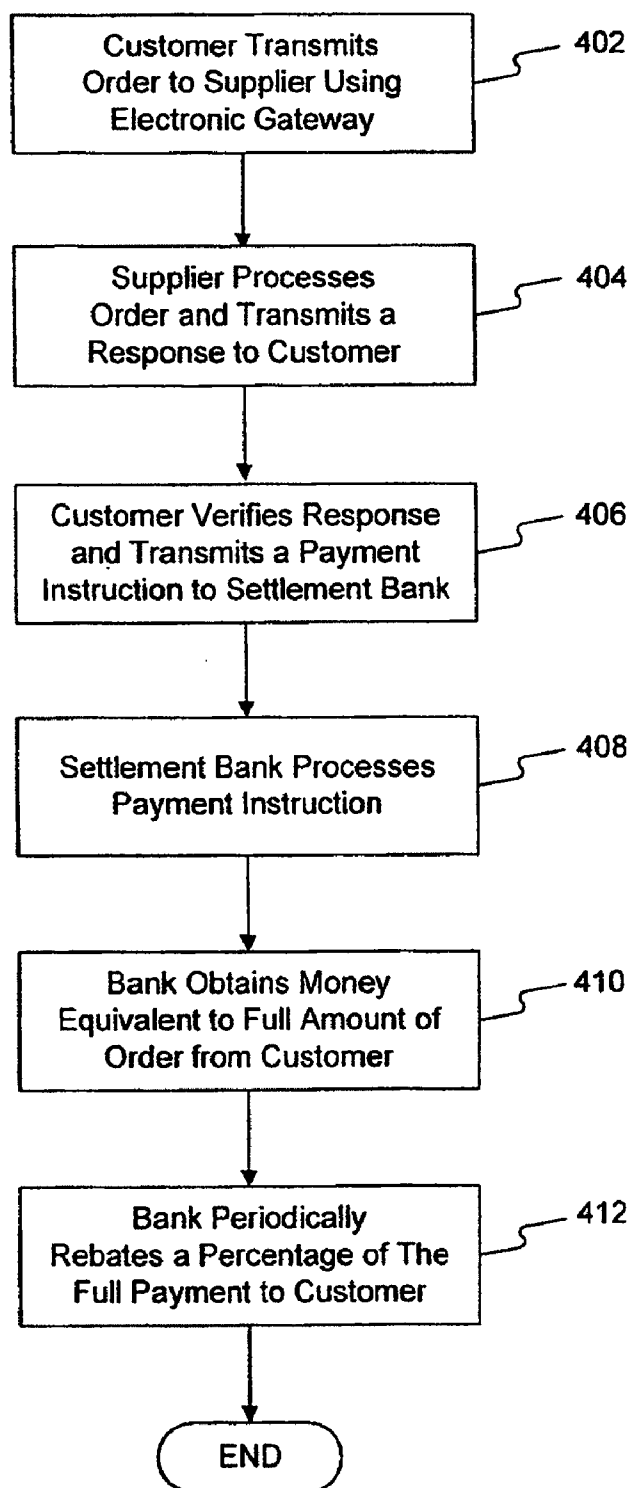 Customer Transmits
Order to Supplier Using
Electronic Gateway
402
Supplier Processes
Order and Transmits a
Response to Customer
404
Customer Verifies Response
and Transmits a Payment
Instruction to Settlement Bank
406
Settlement Bank Processes
Payment Instruction
408
Bank Obtains Money
Equivalent to Full Amount of
Order from Customer
410
Bank Periodically
Rebates a Percentage of The
Full Payment to Customer
412
END